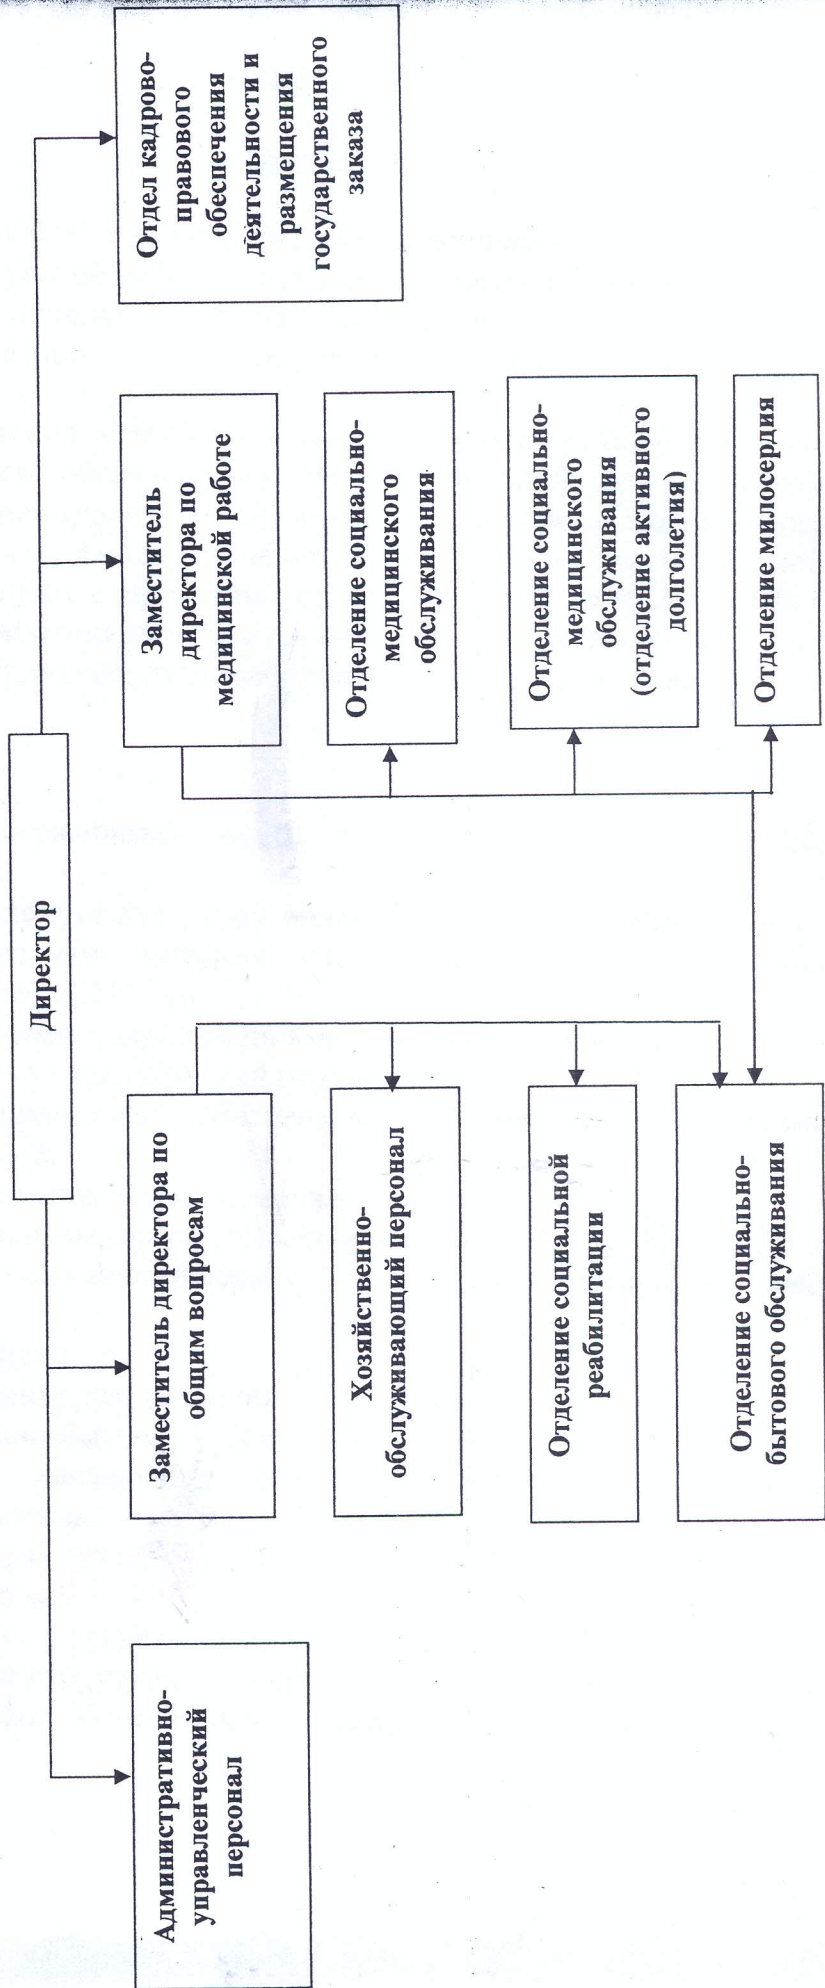 Директор
Административно-
управленческий
персонал
Заместитель директора по
общим вопросам
Хозяйственно-
обслуживающий персонал
Отделение социальной
реабилитации
Отделение социально-
бытового обслуживания
Заместитель
директора по
медицинской работе
Отделение социально-
медицинского
обслуживания
Отделение социально-
медицинского
обслуживания
(отделение активного
долголетия)
Отделение милосердия
Отдел кадрово-
правового
обеспечения
деятельности и
размещения
государственного
заказа